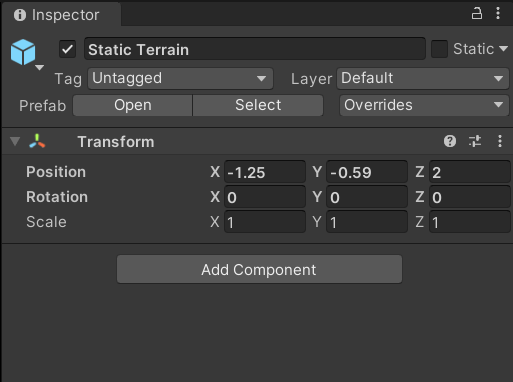 Inspector
Static Terrain Static
Tag Untagged Layer Default
Prefab Open Select Overrides
Transform
Position X -1.25 Y -0.59 Z 2
Rotation X 0 Y 0 Z 0
Scale X 1 Y 1 Z 1
Add Component